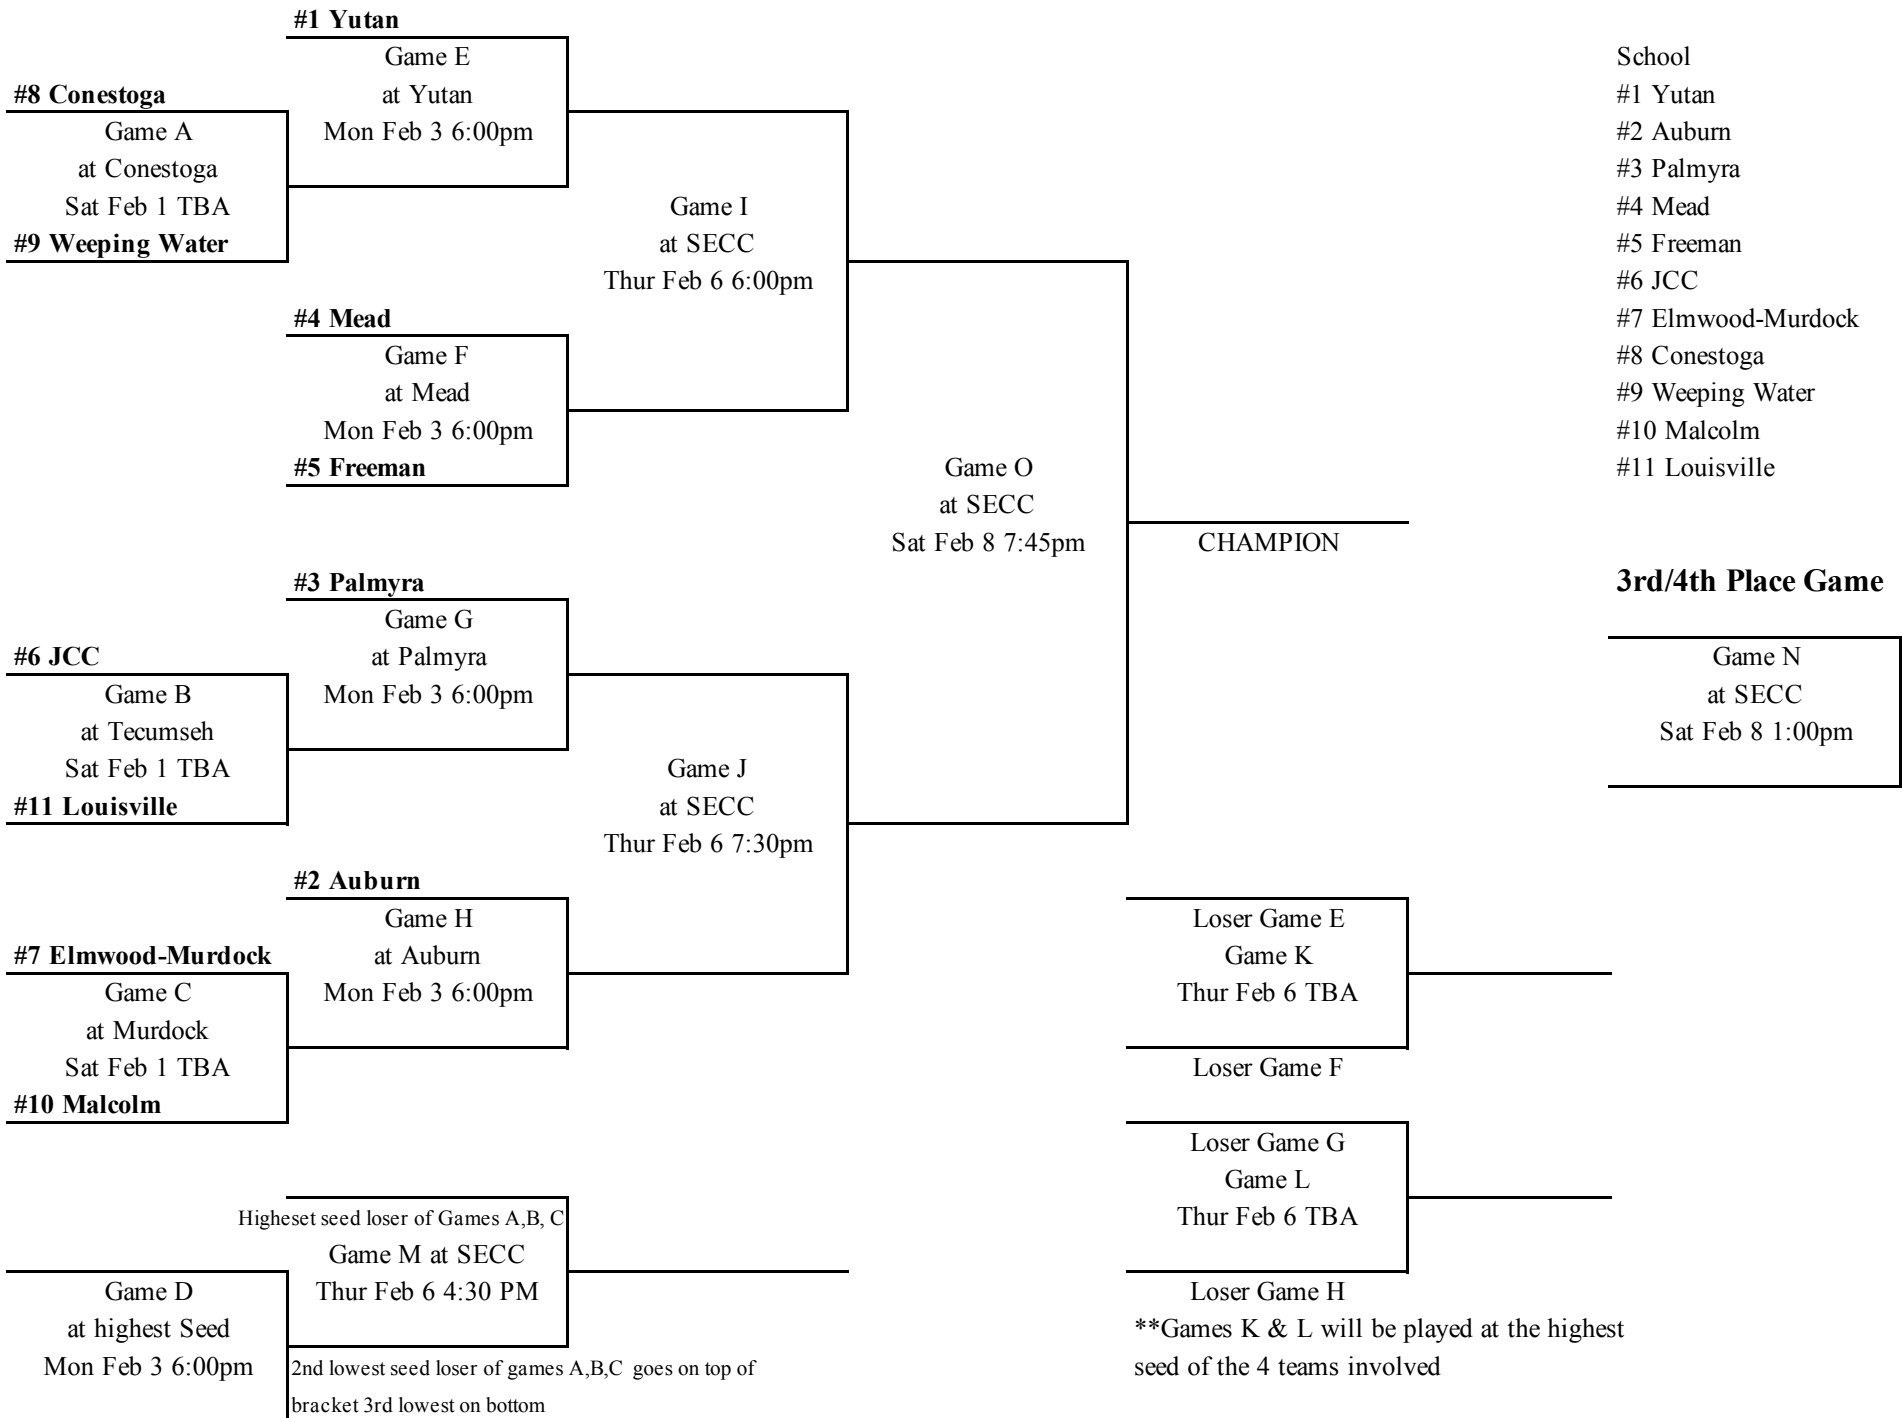 #1 Yutan
Game E
at Yutan
Mon Feb 3 6:00pm
#8 Conestoga
Game A
at Conestoga
Sat Feb 1 TBA
#9 Weeping Water
Game I
at SECC
Thur Feb 6 6:00pm
#4 Mead
Game F
at Mead
Mon Feb 3 6:00pm
#5 Freeman
Game O
at SECC
Sat Feb 8 7:45pm
CHAMPION
#3 Palmyra
Game G
at Palmyra
Mon Feb 3 6:00pm
#6 JCC
Game B
at Tecumseh
Sat Feb 1 TBA
#11 Louisville
Game J
at SECC
Thur Feb 6 7:30pm
#2 Auburn
Game H
at Auburn
Mon Feb 3 6:00pm
#7 Elmwood-Murdock
Game C
at Murdock
Sat Feb 1 TBA
#10 Malcolm
Higheset seed loser of Games A,B, C
Game M at SECC
Thur Feb 6 4:30 PM
Game D
at highest Seed
Mon Feb 3 6:00pm
2nd lowest seed loser of games A,B,C goes on top of
bracket 3rd lowest on bottom
School
#1 Yutan
#2 Auburn
#3 Palmyra
#4 Mead
#5 Freeman
#6 JCC
#7 Elmwood-Murdock
#8 Conestoga
#9 Weeping Water
#10 Malcolm
#11 Louisville
3rd/4th Place Game
Game N
at SECC
Sat Feb 8 1:00pm
Loser Game E
Game K
Thur Feb 6 TBA
Loser Game F
Loser Game G
Game L
Thur Feb 6 TBA
Loser Game H
**Games K & L will be played at the highest
seed of the 4 teams involved